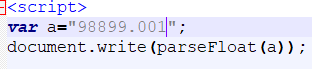 <script>
var a="98899.001";
document.write(parseFloat(a));